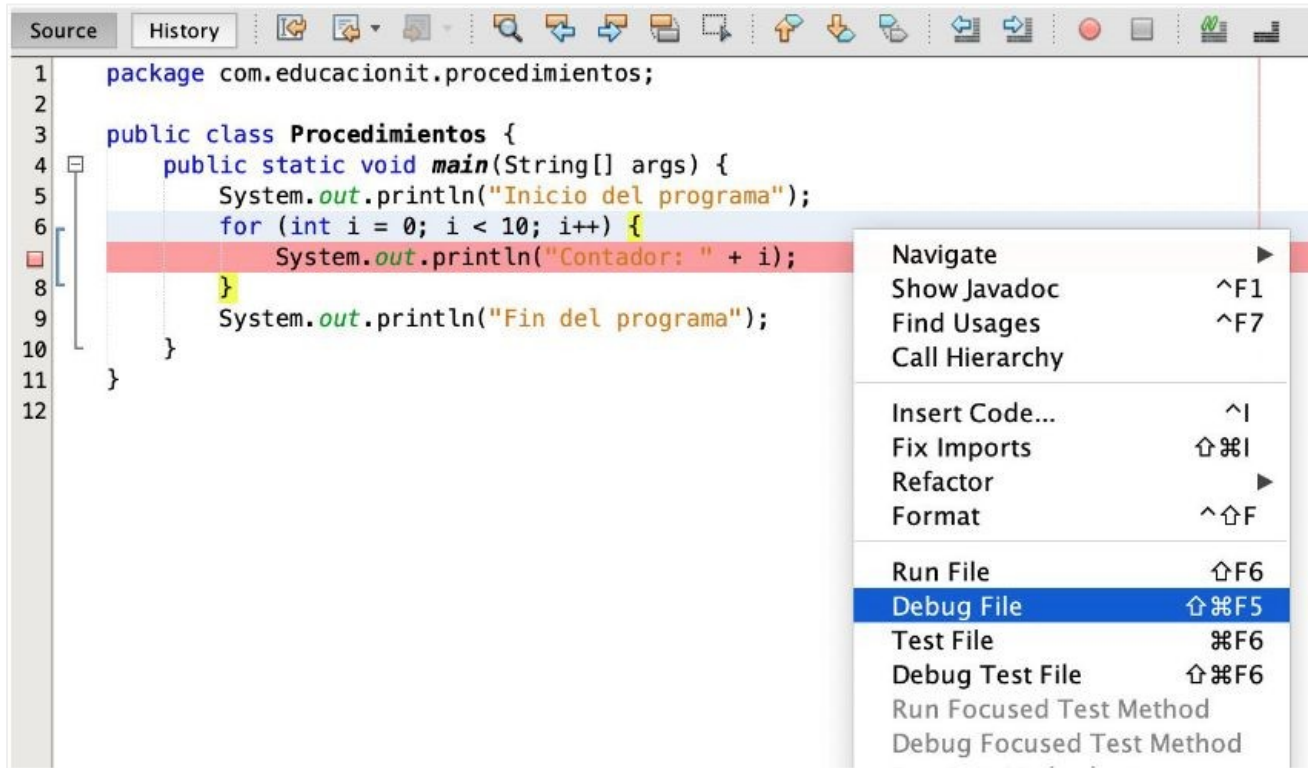 Source History
1 package com.educacionit.procedimientos;
2
3 public class Procedimientos {
4 public static void main(String[] args) {
5 System.out.println("Inicio del programa");
6 for (int i = 0; i < 10; i++) {
System.out.println("Contador: " + i);
8 }
9 System.out.println("Fin del programa");
10 }
11 }
12
Navigate ▶
Show Javadoc ^F1
Find Usages ^F7
Call Hierarchy
Insert Code... ^I
Fix Imports ⇧⌘I
Refactor ▶
Format ^⇧F
Run File ⇧F6
Debug File ⇧⌘F5
Test File ⌘F6
Debug Test File ⇧⌘F6
Run Focused Test Method
Debug Focused Test Method